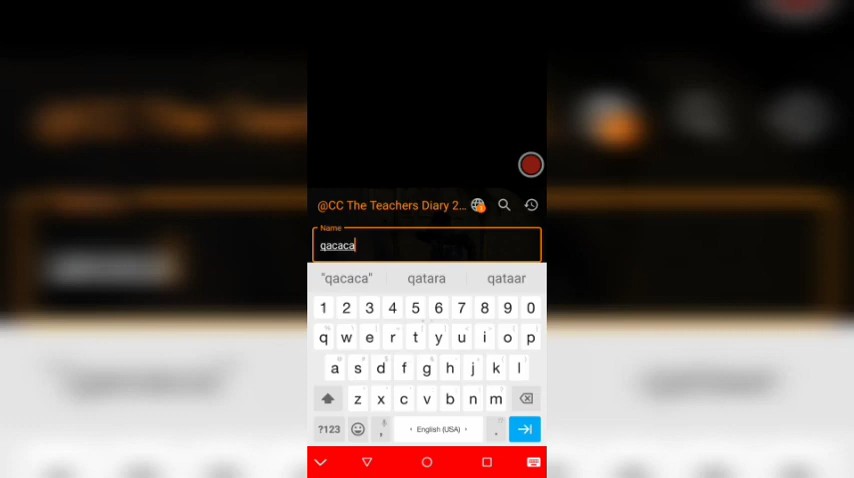 @CC The Teachers Diary 2...
Name
qacaca
"qacaca" qatara qataar
1 2 3 4 5 6 7 8 9 0
q w e r t y u i o p
a s d f g h j k l
z x c v b n m
?123 , English (USA) .